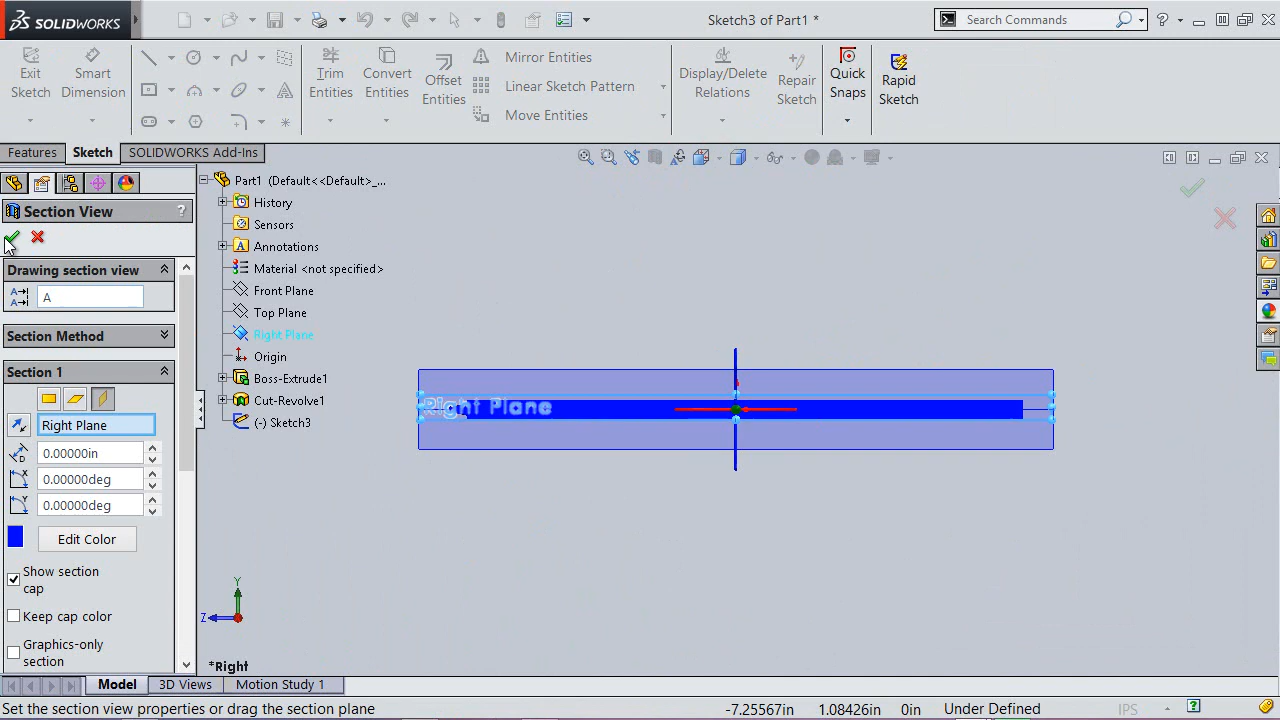 SOLIDWORKS
Sketch3 of Part1 *
Search Commands
Exit Sketch
Smart Dimension
Trim Entities
Convert Entities
Offset Entities
Mirror Entities
Linear Sketch Pattern
Move Entities
Display/Delete Relations
Repair Sketch
Quick Snaps
Rapid Sketch
Features
Sketch
SOLIDWORKS Add-Ins
Section View
?
Drawing section view
A
Section Method
Section 1
Right Plane
0.00000in
0.00000deg
0.00000deg
Edit Color
Show section
cap
Keep cap color
Graphics-only
section
Part1 (Default<<Default>_...
History
Sensors
Annotations
Material <not specified>
Front Plane
Top Plane
Right Plane
Origin
Boss-Extrude1
Cut-Revolve1
(-) Sketch3
Right Plane
Y
Z
*Right
Model
3D Views
Motion Study 1
Set the section view properties or drag the section plane
-7.25567in
1.08426in
0in
Under Defined
IPS